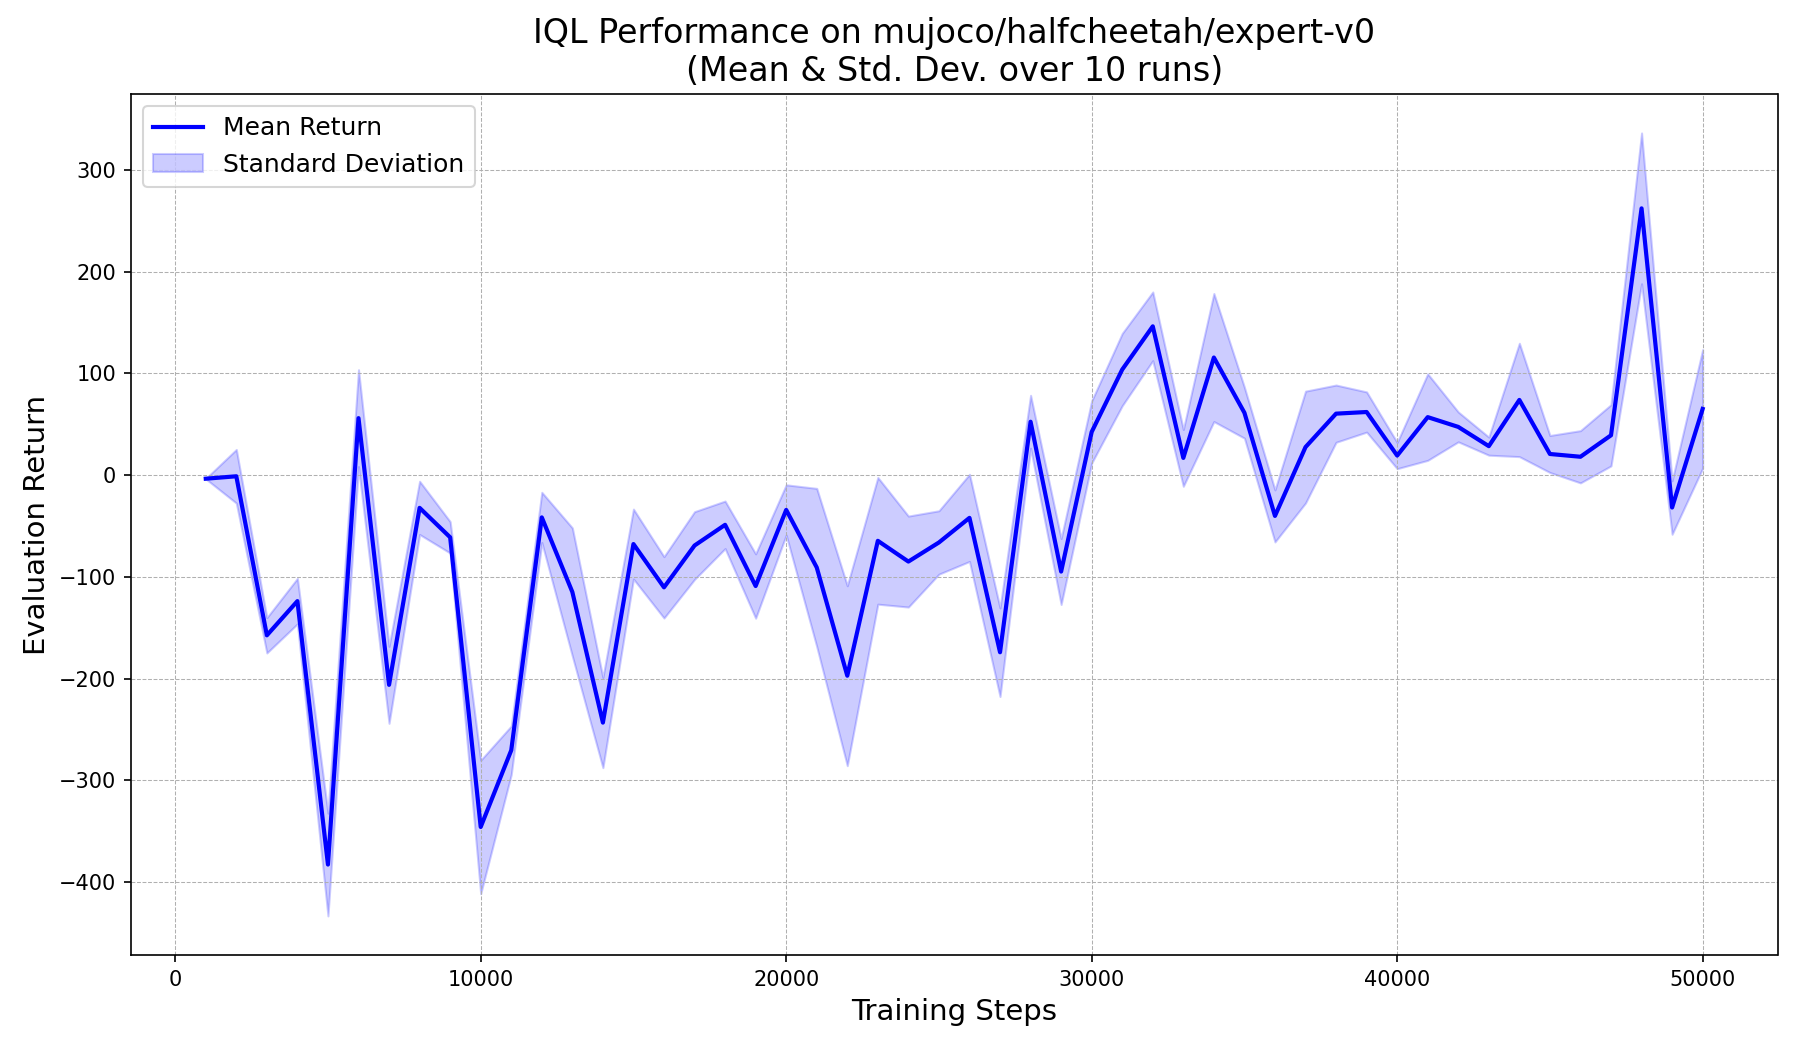 IQL Performance on mujoco/halfcheetah/expert-v0
(Mean & Std. Dev. over 10 runs)
Mean Return
Standard Deviation
Evaluation Return
300
200
100
0
−100
−200
−300
−400
0
10000
20000
30000
40000
50000
Training Steps